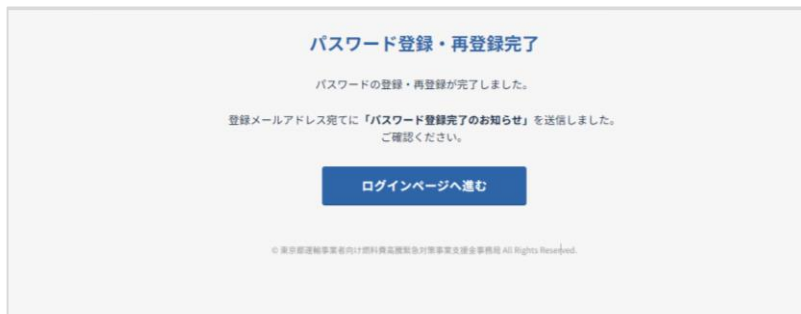 パスワード登録・再登録完了
パスワードの登録・再登録が完了しました。
登録メールアドレス宛てに「パスワード登録完了のお知らせ」を送信しました。
ご確認ください。
ログインページへ進む
© 東京都運輸事業者向け燃料費高騰緊急対策事業支援金事務局 All Rights Reserved.